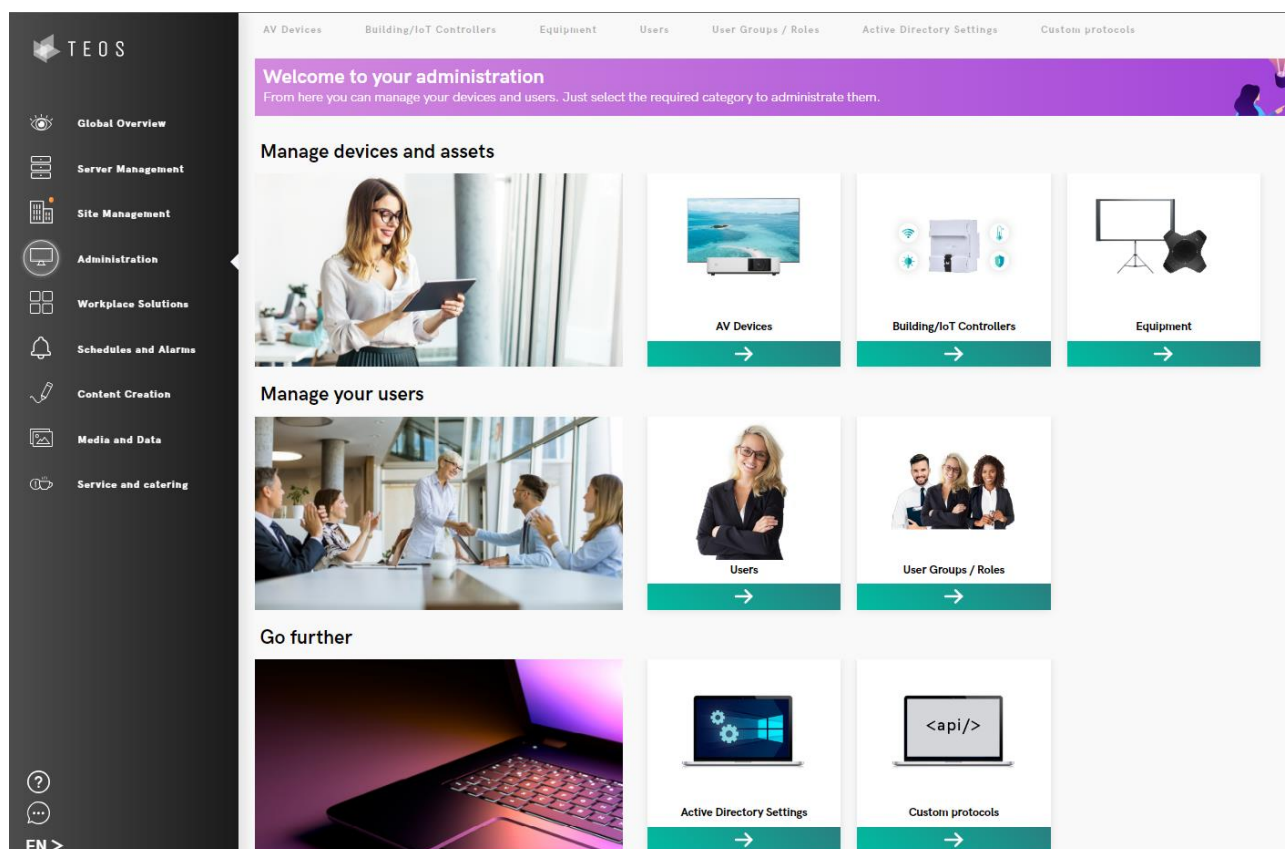 TEOS
AV Devices Building/IoT Controllers Equipment Users User Groups / Roles Active Directory Settings Custom protocols
Welcome to your administration
From here you can manage your devices and users. Just select the required category to administrate them.
Global Overview
Server Management
Site Management
Administration
Workplace Solutions
Schedules and Alarms
Content Creation
Media and Data
Service and catering
?
EN >
Manage devices and assets
AV Devices
Building/IoT Controllers
Equipment
Manage your users
Users
User Groups / Roles
Go further
<api/>
Active Directory Settings
Custom protocols